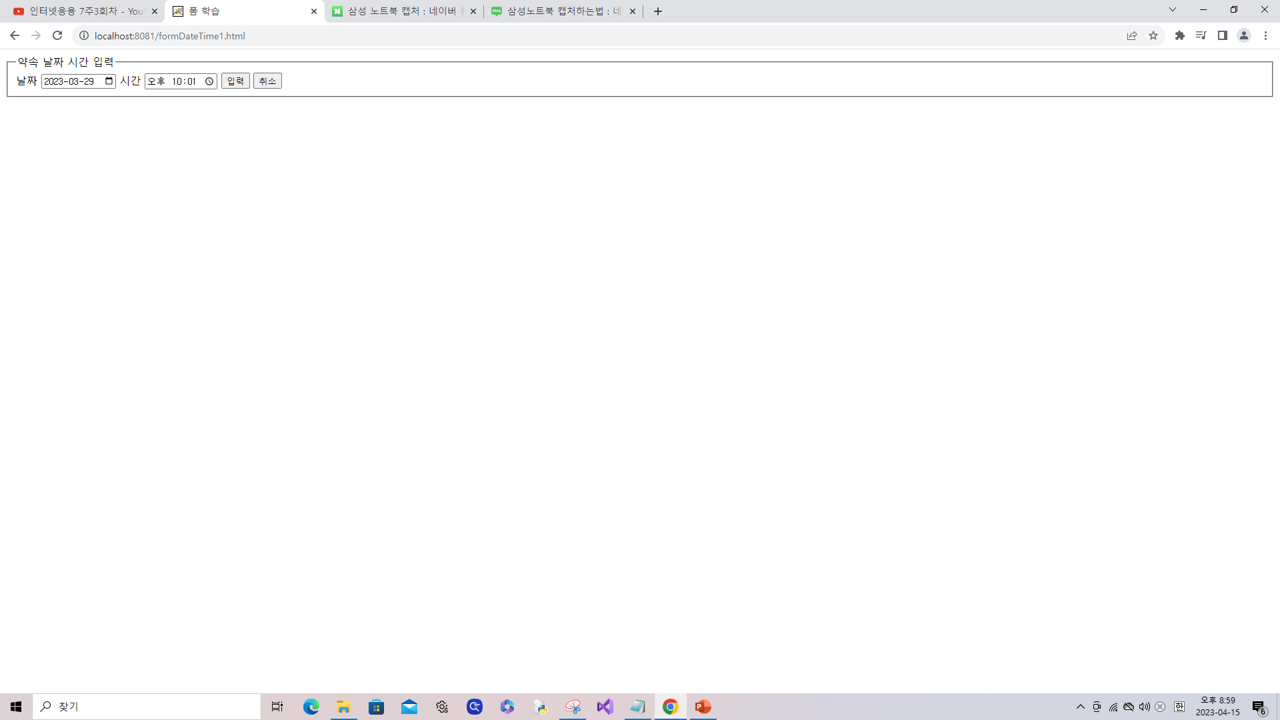 인터넷응용 7주3회차 - You
폼 학습
삼성 노트북 캡처 : 네이버
삼성노트북 캡처하는법 : 네
localhost:8081/formDateTime1.html
약속 날짜 시간 입력
날짜 2023-03-29 시간 오후 10:01 입력 취소
찾기
오후 8:59
2023-04-15
한
6